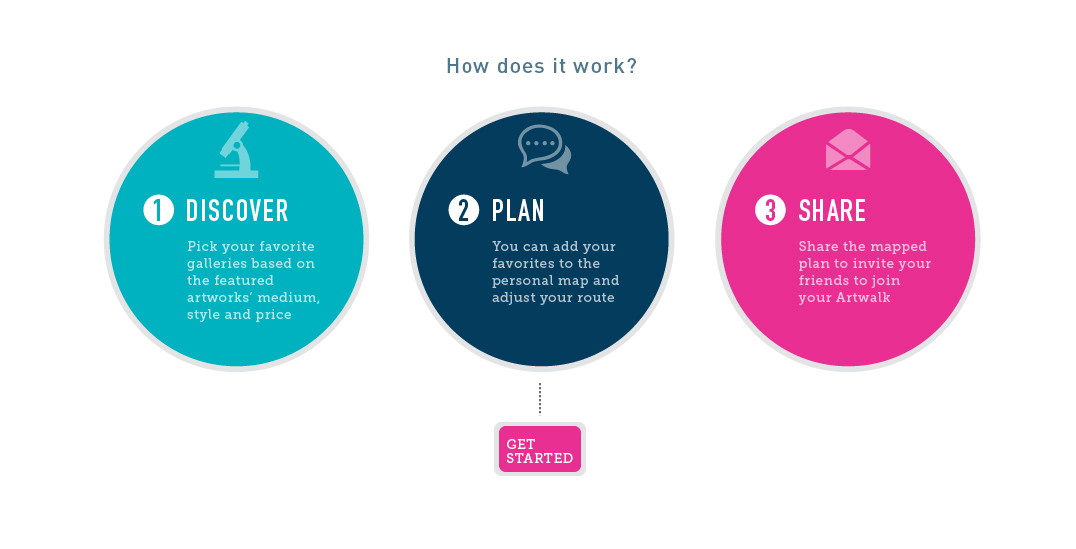 How does it work?
1 DISCOVER
Pick your favorite
galleries based on
the featured
artworks’ medium,
style and price
2 PLAN
You can add your
favorites to the
personal map and
adjust your route
3 SHARE
Share the mapped
plan to invite your
friends to join
your Artwalk
GET
STARTED